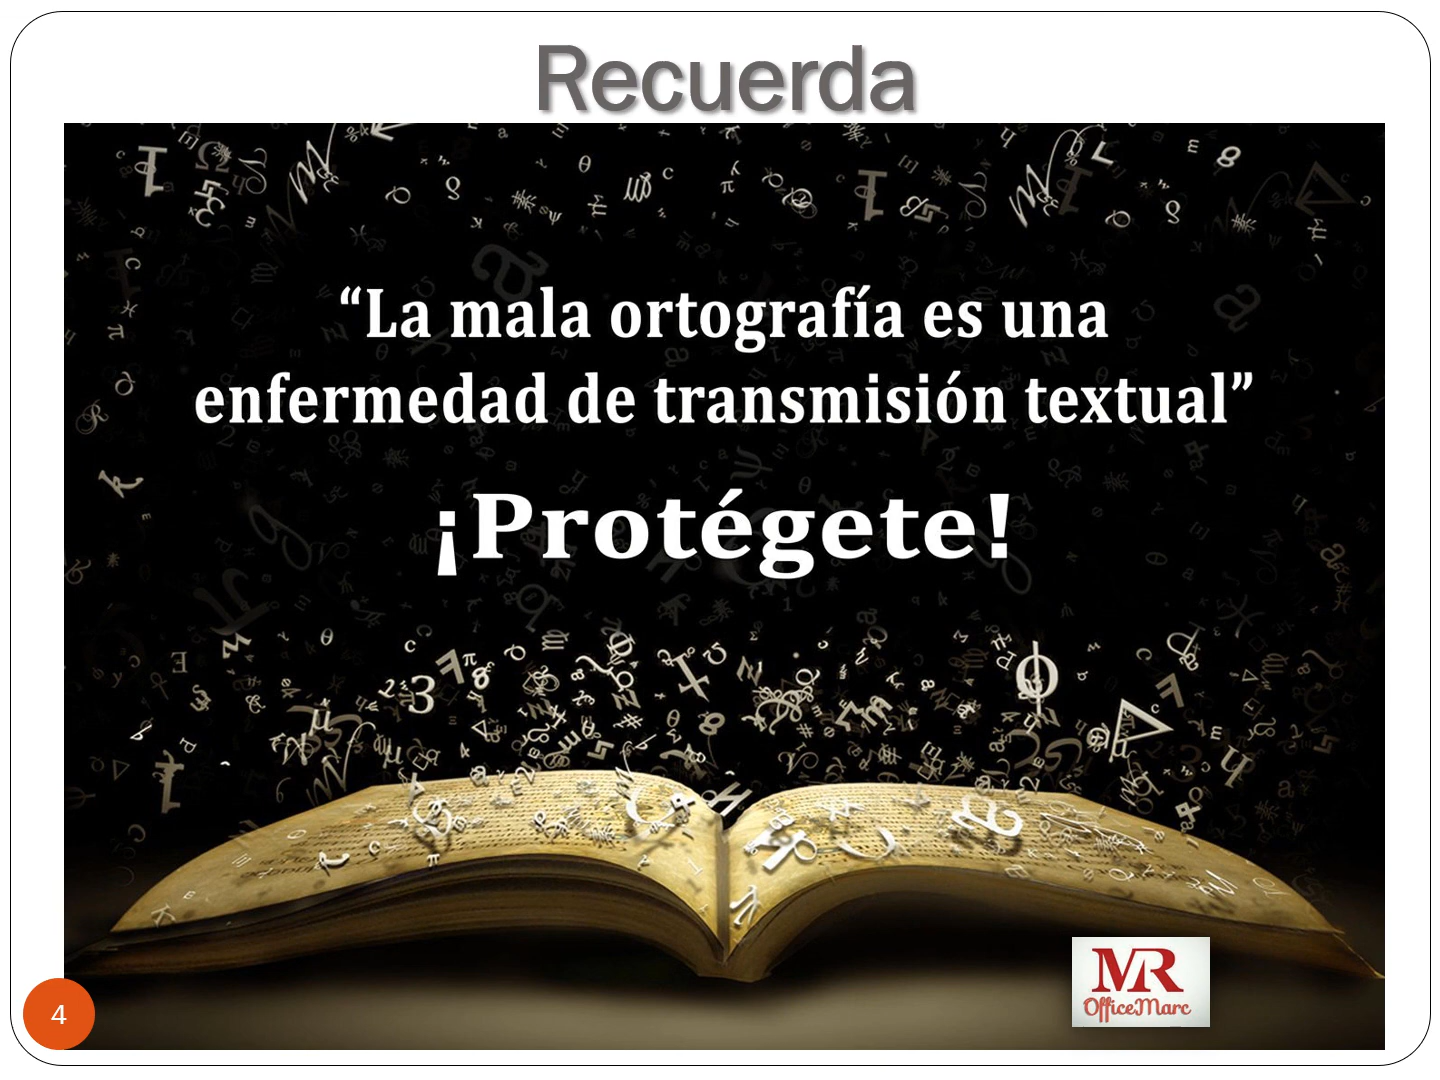 Recuerda
“La mala ortografía es una
enfermedad de transmisión textual”
¡Protégete!
MR
OfficeMarc
4